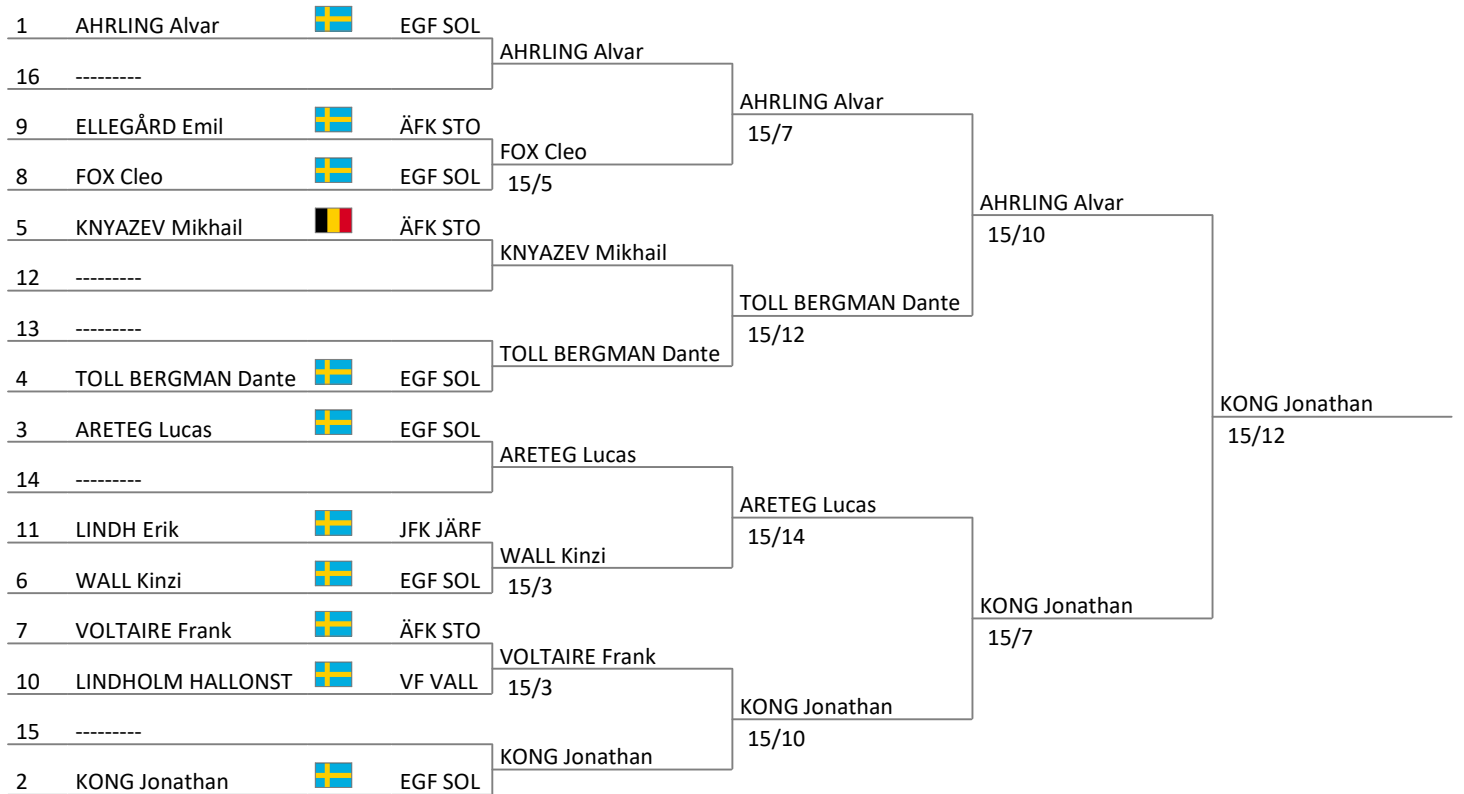 1 AHRLING Alvar EGF SOL
16 ---------
9 ELLEGÅRD Emil ÄFK STO
8 FOX Cleo EGF SOL
5 KNYAZEV Mikhail ÄFK STO
12 ---------
13 ---------
4 TOLL BERGMAN Dante EGF SOL
3 ARETEG Lucas EGF SOL
14 ---------
11 LINDH Erik JFK JÄRF
6 WALL Kinzi EGF SOL
7 VOLTAIRE Frank ÄFK STO
10 LINDHOLM HALLONST VF VALL
15 ---------
2 KONG Jonathan EGF SOL
AHRLING Alvar
FOX Cleo
15/5
KNYAZEV Mikhail
TOLL BERGMAN Dante
ARETEG Lucas
WALL Kinzi
15/3
VOLTAIRE Frank
15/3
KONG Jonathan
AHRLING Alvar
15/7
TOLL BERGMAN Dante
15/12
ARETEG Lucas
15/14
KONG Jonathan
15/10
AHRLING Alvar
15/10
KONG Jonathan
15/7
KONG Jonathan
15/12